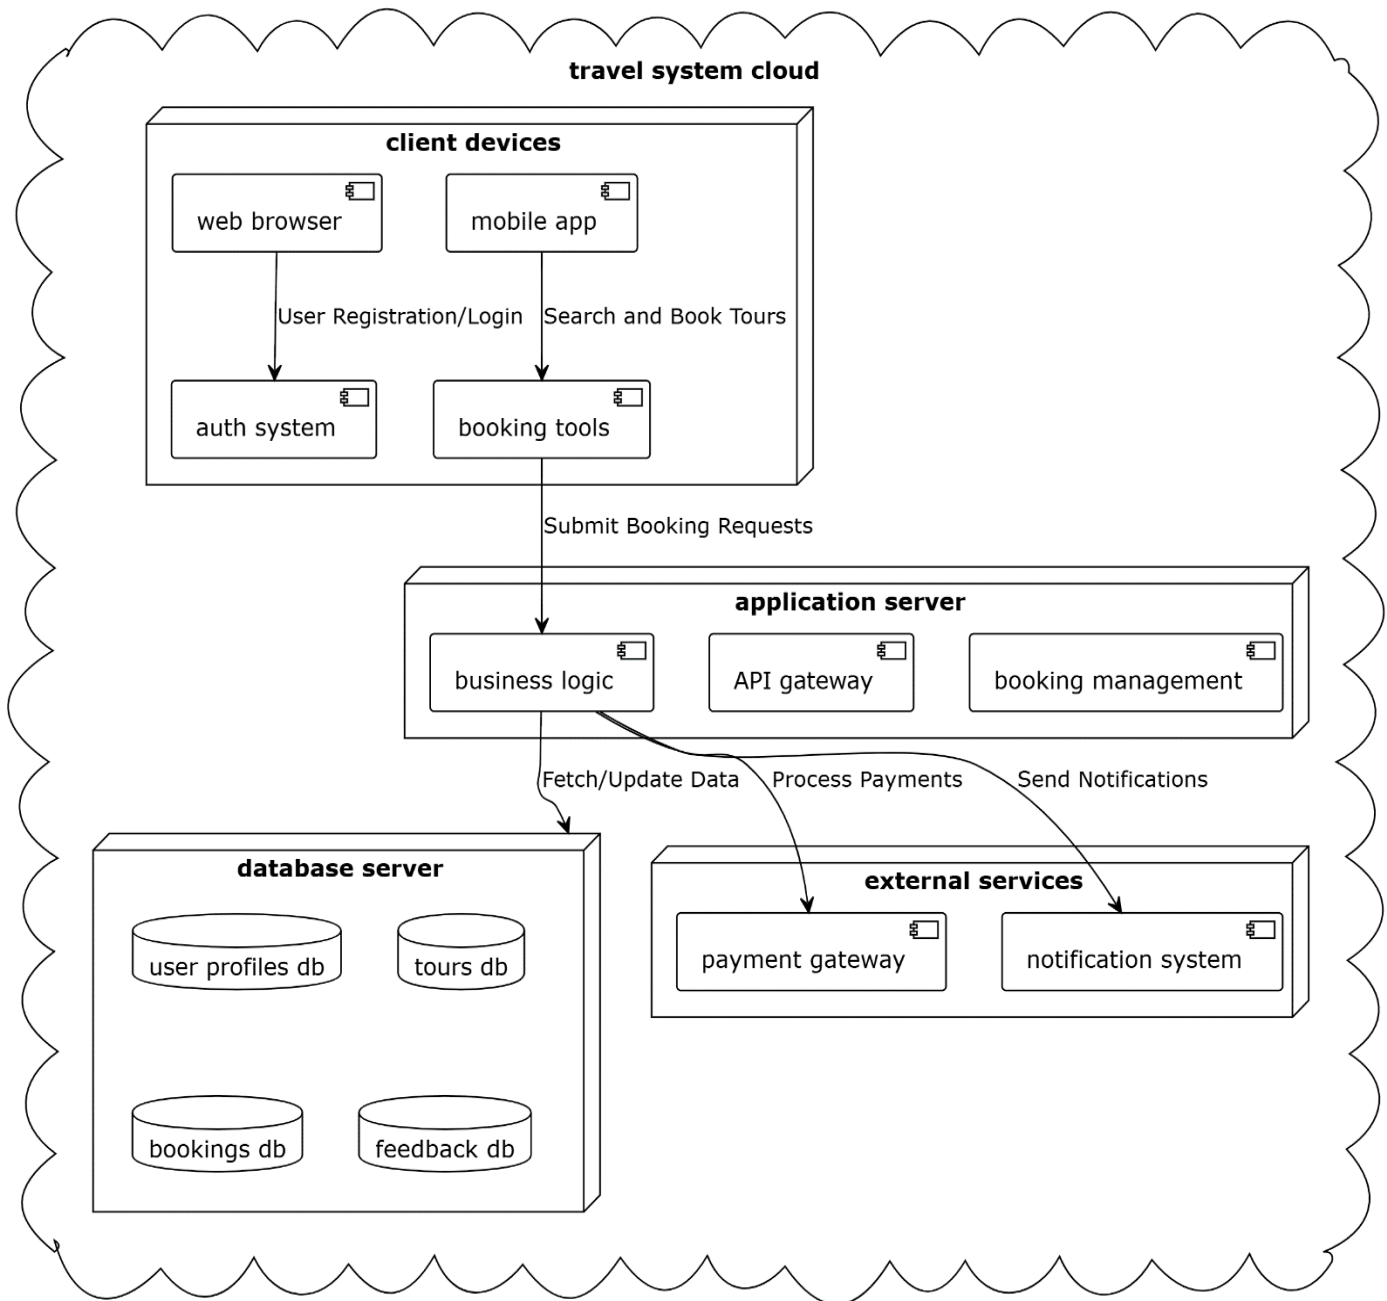 travel system cloud
client devices
web browser
mobile app
User Registration/Login
Search and Book Tours
auth system
booking tools
Submit Booking Requests
application server
business logic
API gateway
booking management
Fetch/Update Data
Process Payments
Send Notifications
database server
external services
user profiles db
tours db
payment gateway
notification system
bookings db
feedback db